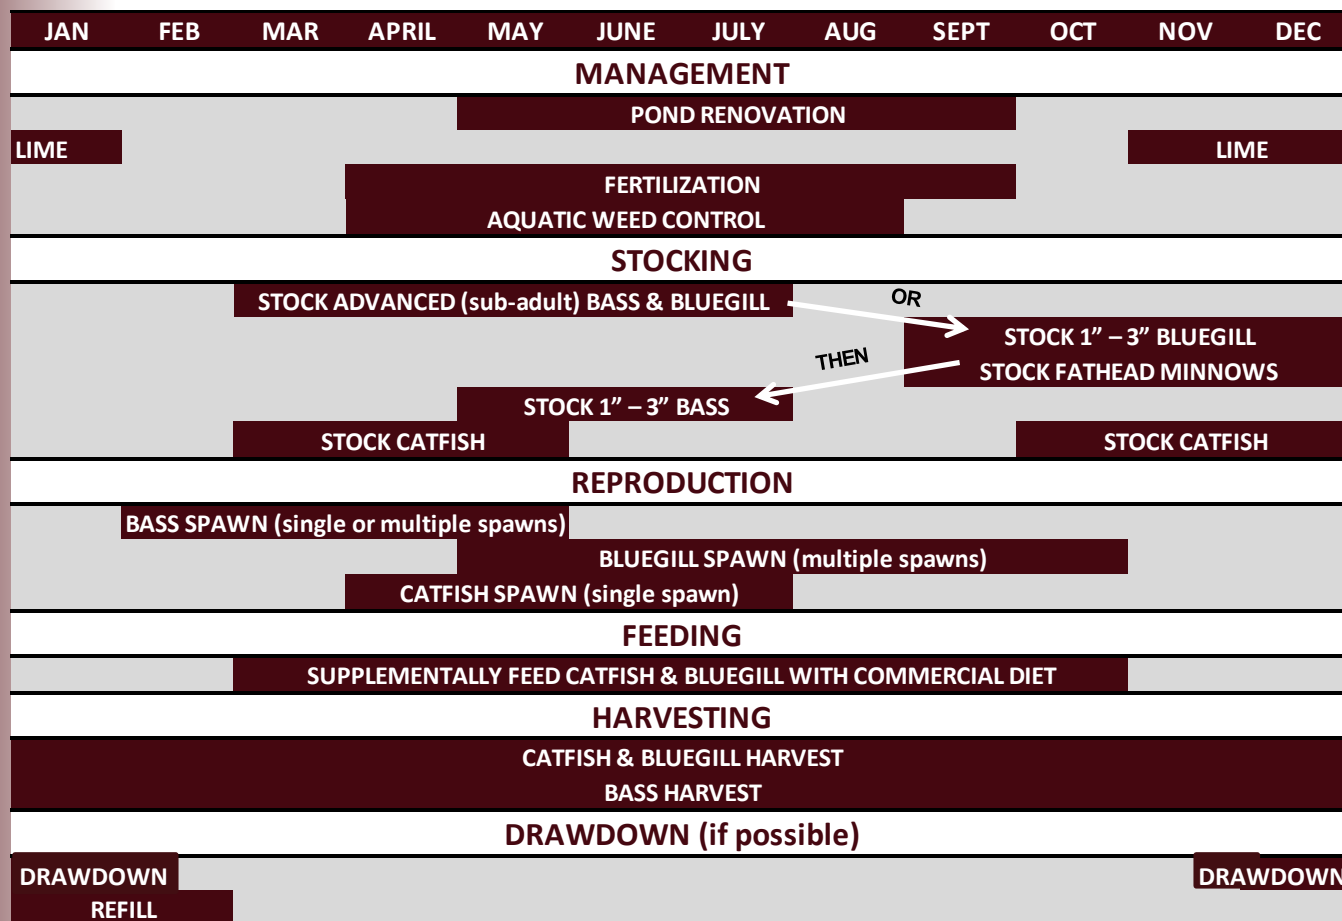 JAN FEB MAR APRIL MAY JUNE JULY AUG SEPT OCT NOV DEC
MANAGEMENT
POND RENOVATION
LIME LIME
FERTILIZATION
AQUATIC WEED CONTROL
STOCKING
STOCK ADVANCED (sub-adult) BASS & BLUEGILL OR
STOCK 1” – 3” BLUEGILL
THEN STOCK FATHEAD MINNOWS
STOCK 1” – 3” BASS
STOCK CATFISH STOCK CATFISH
REPRODUCTION
BASS SPAWN (single or multiple spawns)
BLUEGILL SPAWN (multiple spawns)
CATFISH SPAWN (single spawn)
FEEDING
SUPPLEMENTALLY FEED CATFISH & BLUEGILL WITH COMMERCIAL DIET
HARVESTING
CATFISH & BLUEGILL HARVEST
BASS HARVEST
DRAWDOWN (if possible)
DRAWDOWN DRAWDOWN
REFILL